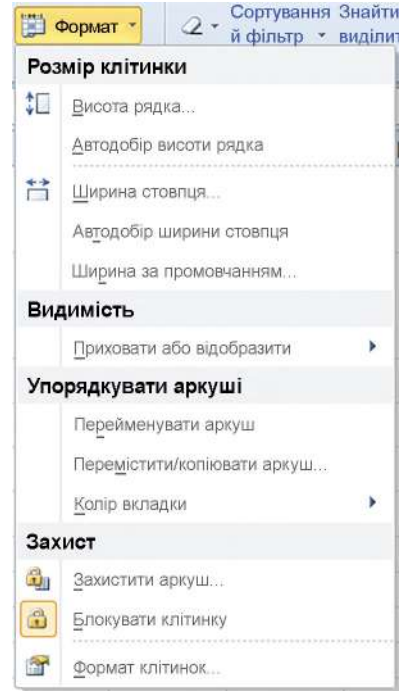 Формат
Сортування Знайти
й фільтр
Розмір клітинки
Висота рядка...
Автодобір висоти рядка
Ширина стовпця...
Автодобір ширини стовпця
Ширина за промовчанням...
Видимість
Приховати або відобразити
Упорядкувати аркуші
Перейменувати аркуш
Перемістити/копіювати аркуш...
Колір вкладки
Захист
Захистити аркуш...
Блокувати клітинку
Формат клітинок...